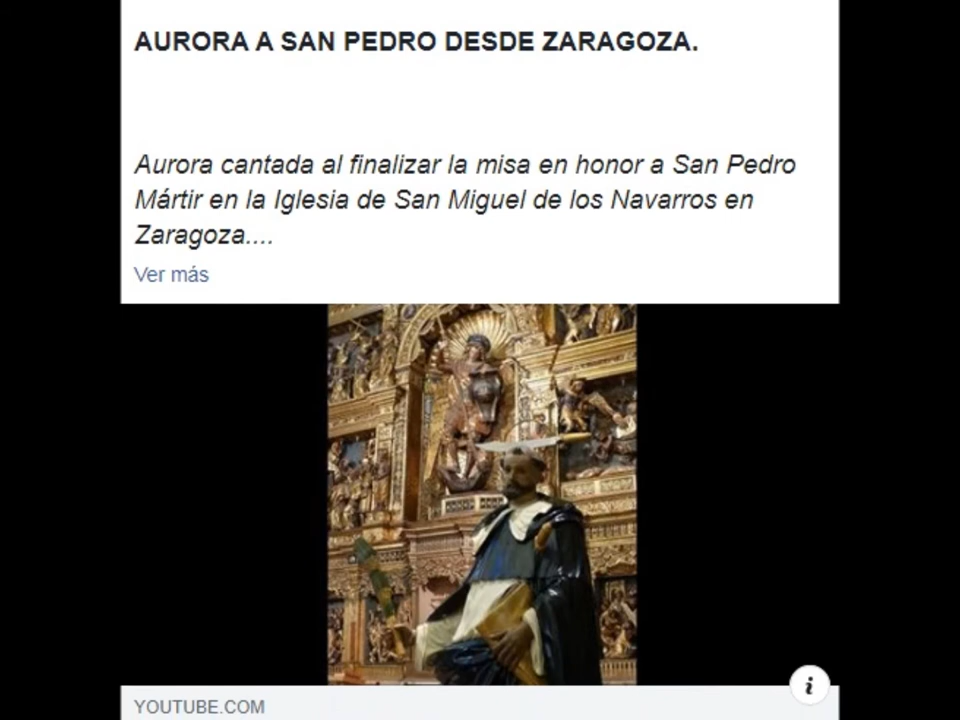 AURORA A SAN PEDRO DESDE ZARAGOZA.
Aurora cantada al finalizar la misa en honor a San Pedro
Mártir en la Iglesia de San Miguel de los Navarros en
Zaragoza....
Ver más
i
YOUTUBE.COM